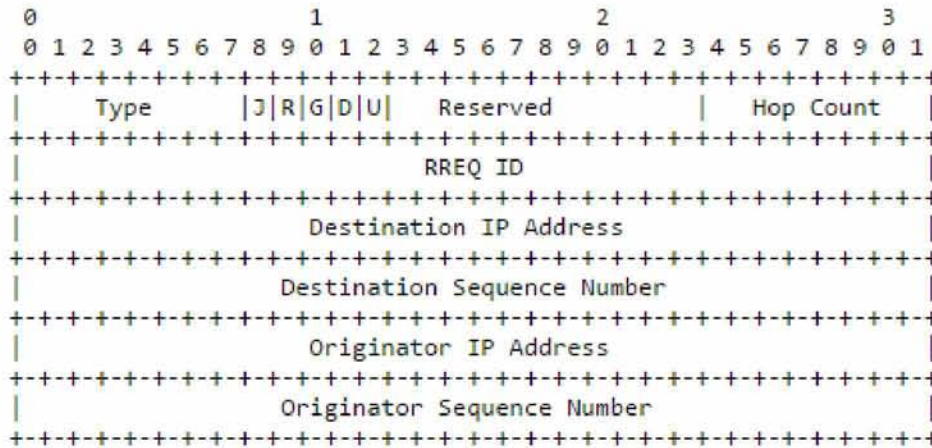 0                   1                   2                   3
 0 1 2 3 4 5 6 7 8 9 0 1 2 3 4 5 6 7 8 9 0 1 2 3 4 5 6 7 8 9 0 1
+-+-+-+-+-+-+-+-+-+-+-+-+-+-+-+-+-+-+-+-+-+-+-+-+-+-+-+-+-+-+-+-+
|     Type      |J|R|G|D|U|   Reserved          |   Hop Count   |
+-+-+-+-+-+-+-+-+-+-+-+-+-+-+-+-+-+-+-+-+-+-+-+-+-+-+-+-+-+-+-+-+
|                            RREQ ID                            |
+-+-+-+-+-+-+-+-+-+-+-+-+-+-+-+-+-+-+-+-+-+-+-+-+-+-+-+-+-+-+-+-+
|                    Destination IP Address                     |
+-+-+-+-+-+-+-+-+-+-+-+-+-+-+-+-+-+-+-+-+-+-+-+-+-+-+-+-+-+-+-+-+
|                  Destination Sequence Number                  |
+-+-+-+-+-+-+-+-+-+-+-+-+-+-+-+-+-+-+-+-+-+-+-+-+-+-+-+-+-+-+-+-+
|                    Originator IP Address                      |
+-+-+-+-+-+-+-+-+-+-+-+-+-+-+-+-+-+-+-+-+-+-+-+-+-+-+-+-+-+-+-+-+
|                  Originator Sequence Number                   |
+-+-+-+-+-+-+-+-+-+-+-+-+-+-+-+-+-+-+-+-+-+-+-+-+-+-+-+-+-+-+-+-+